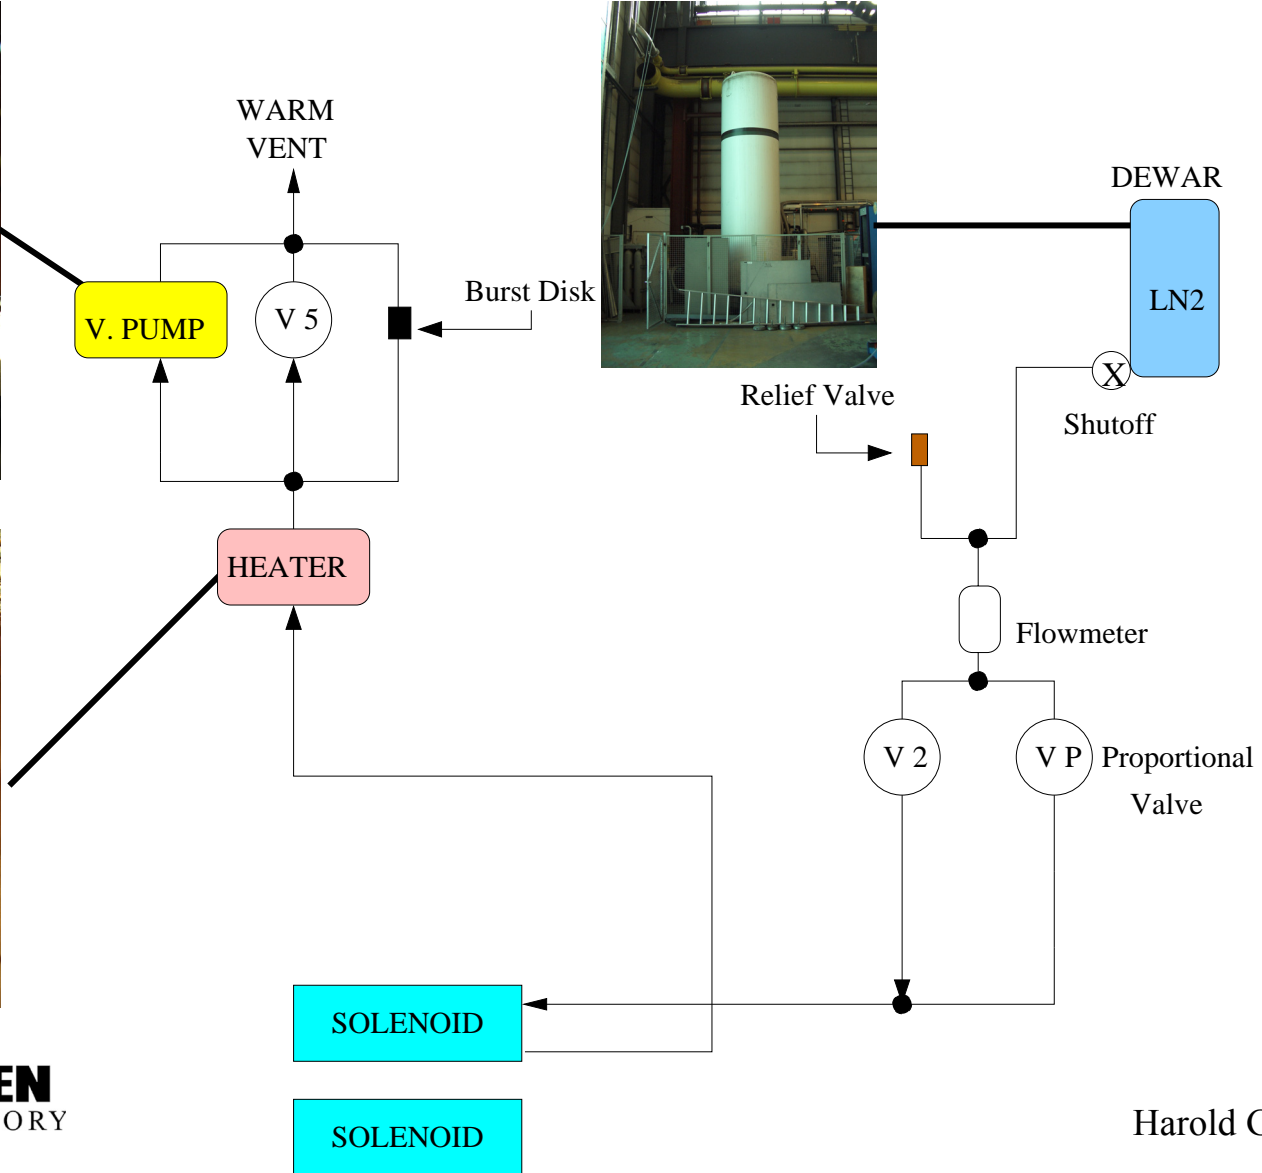 WARM
VENT
DEWAR
Burst Disk
LN2
V 5
V. PUMP
X
Relief Valve
Shutoff
HEATER
Flowmeter
V 2
V P
Proportional
Valve
SOLENOID
EN
ORY
Harold
SOLENOID